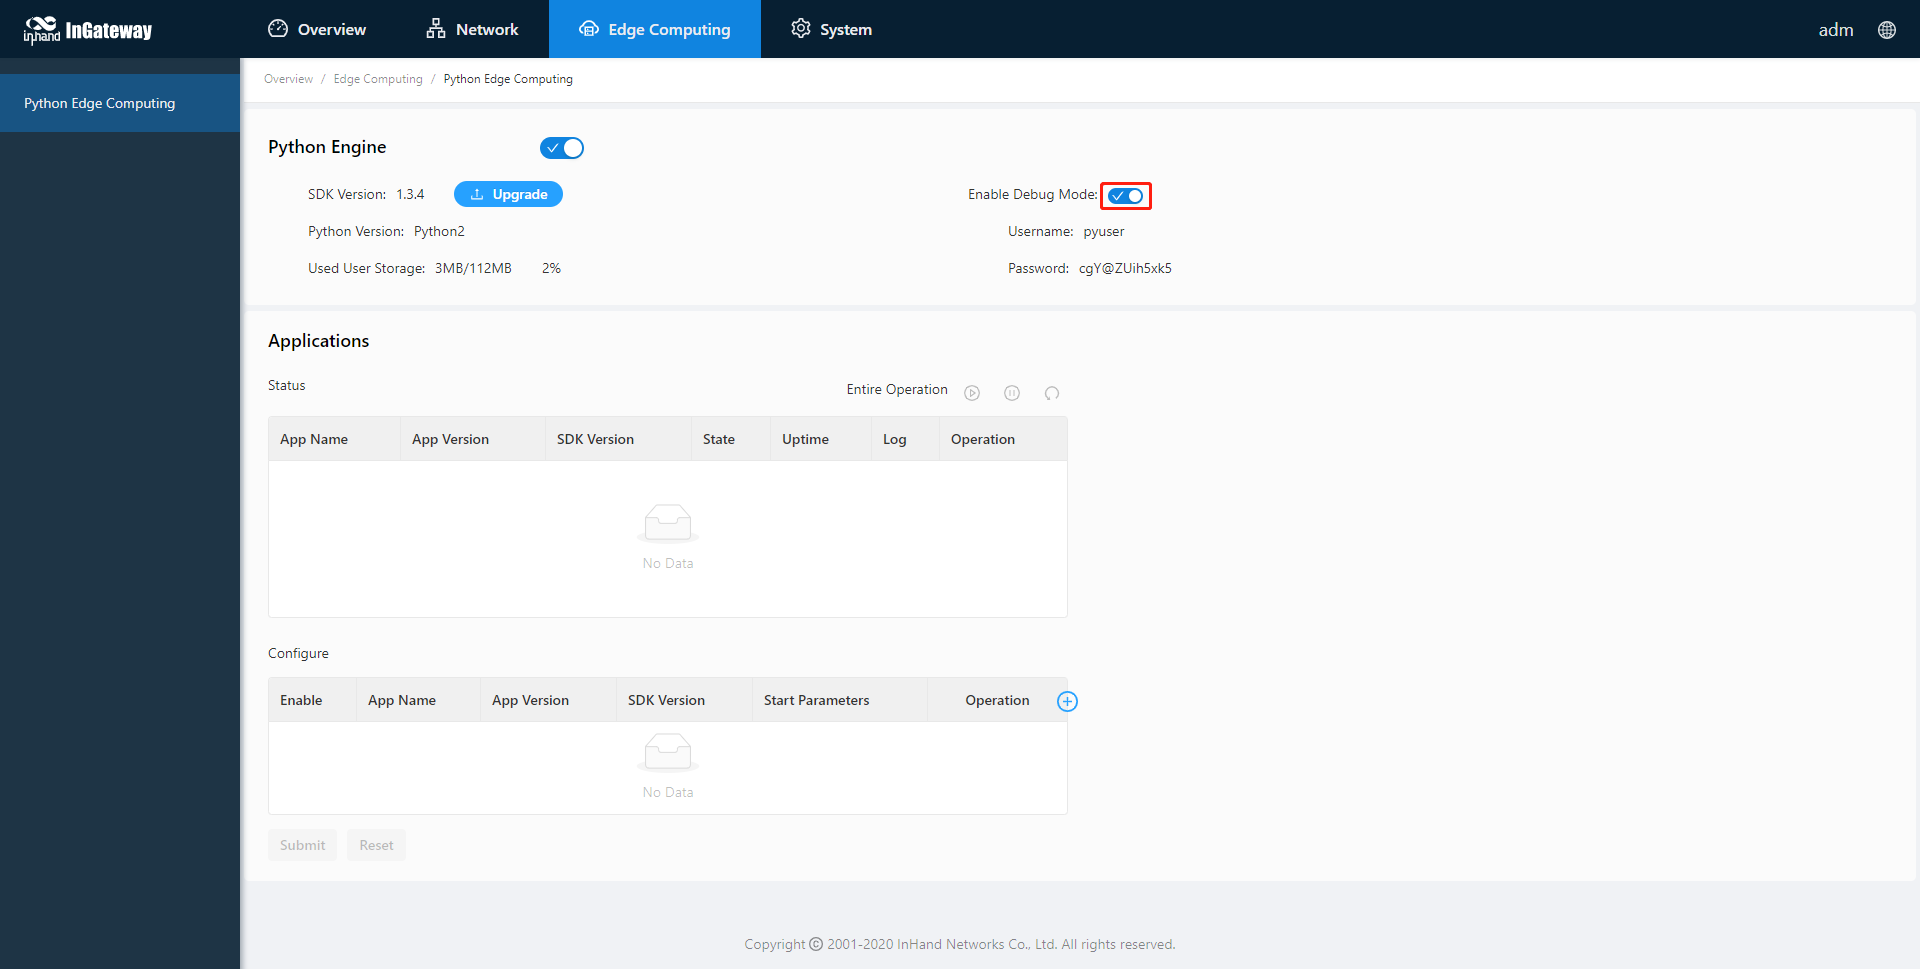 inhand InGateway
Overview
Network
Edge Computing
System
adm
Python Edge Computing
Overview / Edge Computing / Python Edge Computing
Python Engine
SDK Version: 1.3.4
Upgrade
Enable Debug Mode:
Python Version: Python2
Username: pyuser
Used User Storage: 3MB/112MB 2%
Password: cgY@ZUih5xk5
Applications
Status
Entire Operation
App Name App Version SDK Version State Uptime Log Operation
No Data
Configure
Enable App Name App Version SDK Version Start Parameters Operation
No Data
Submit Reset
Copyright © 2001-2020 InHand Networks Co., Ltd. All rights reserved.